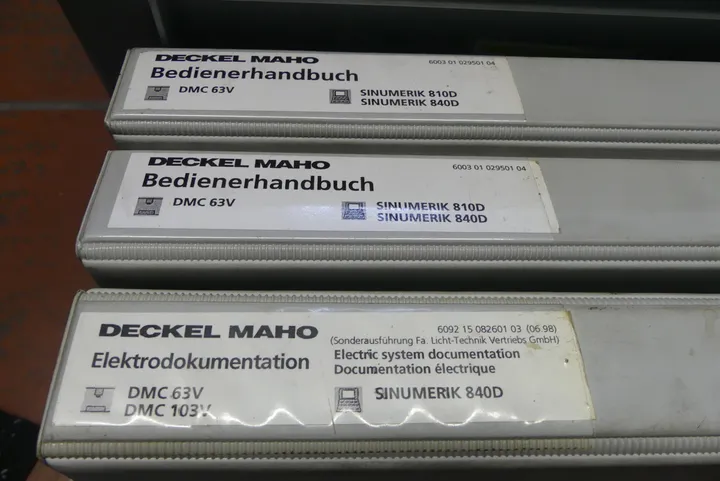 DECKEL MAHO
6003 01 029501 04
Bedienerhandbuch
DMC 63V
SINUMERIK 810D
SINUMERIK 840D
DECKEL MAHO
6003 01 029501 04
Bedienerhandbuch
DMC 63V
SINUMERIK 810D
SINUMERIK 840D
DECKEL MAHO
6092 15 082601 03 (06.98)
(Sonderausführung Fa. Licht-Technik Vertriebs GmbH)
Elektrodokumentation
Electric system documentation
Documentation électrique
DMC 63V
DMC 103V
SINUMERIK 840D